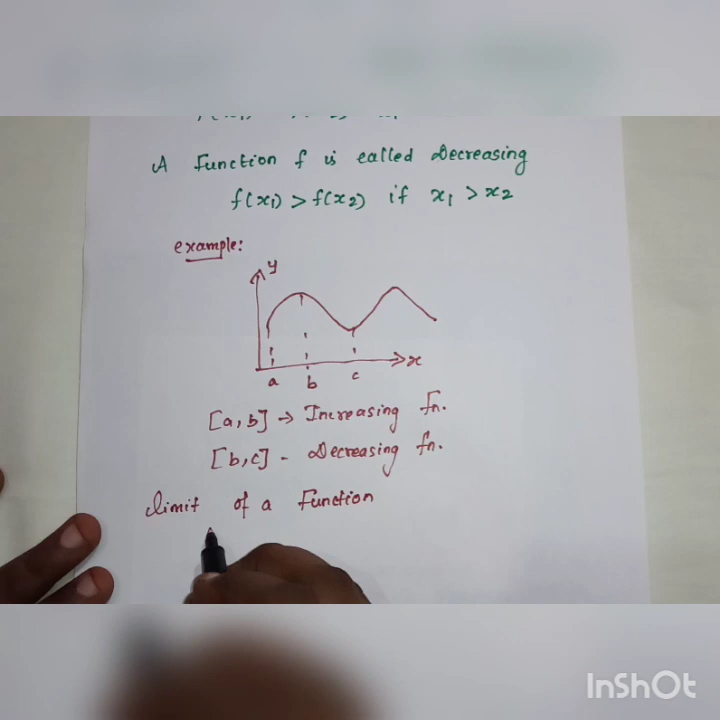 A Function f is called Decreasing
f(x1) > f(x2) if x1 > x2
example:
y
x
a b c
[a,b] → Increasing fn.
[b,c] - Decreasing fn.
limit of a Function
InShOt